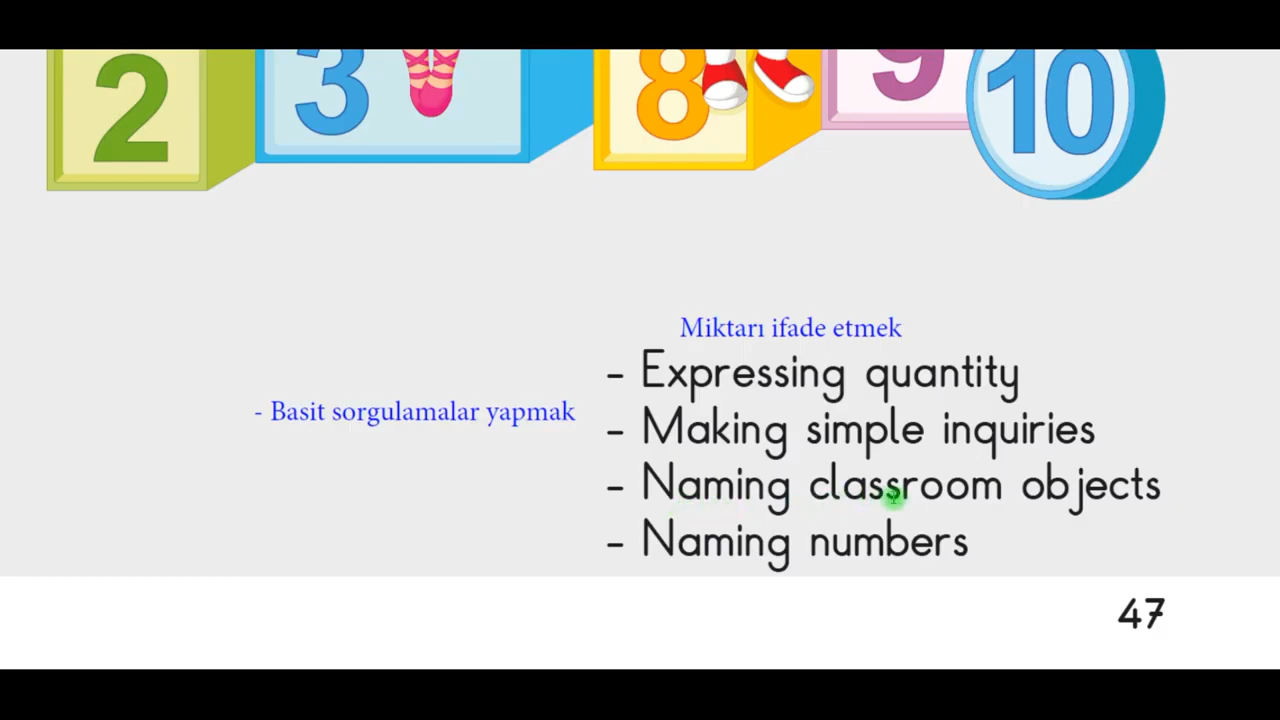 2 3 8 9 10
Miktarı ifade etmek
- Expressing quantity
- Basit sorgulamalar yapmak
- Making simple inquiries
- Naming classroom objects
- Naming numbers
47